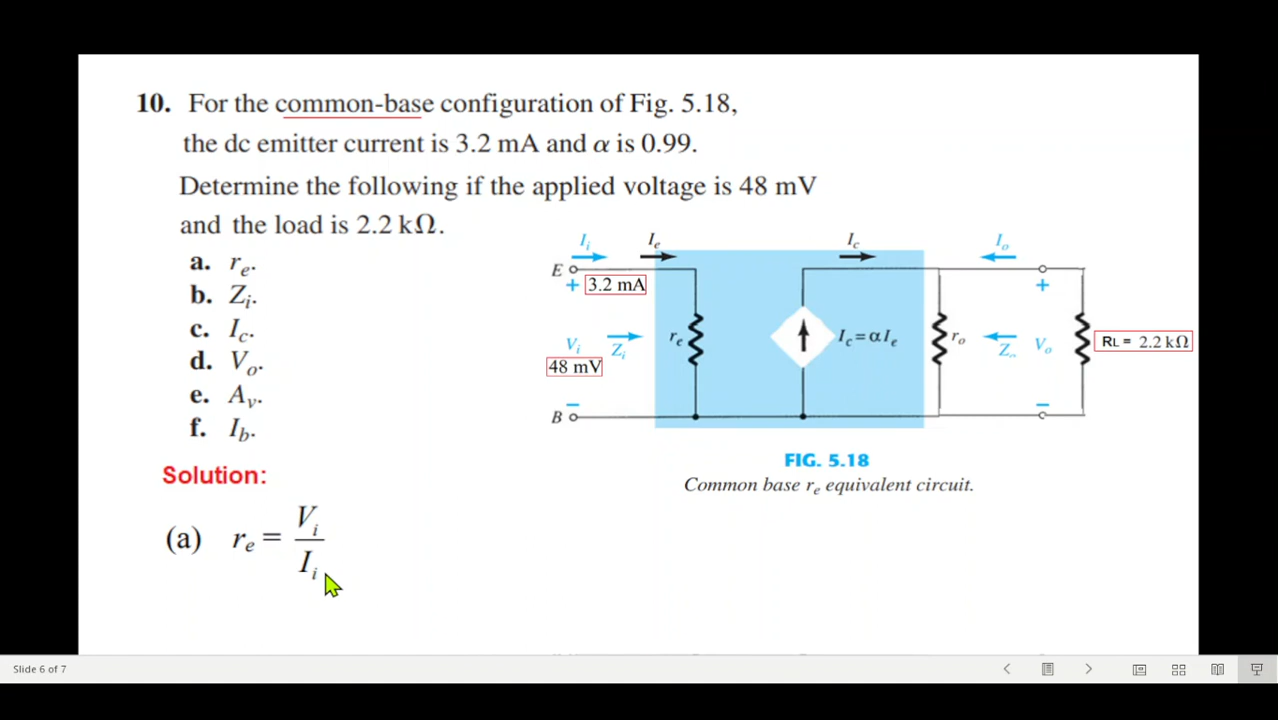 10. For the common-base configuration of Fig. 5.18,
the dc emitter current is 3.2 mA and α is 0.99.
Determine the following if the applied voltage is 48 mV
and the load is 2.2 kΩ.
a. re.
b. Zi.
c. Ic.
d. Vo.
e. Av.
f. Ib.
Solution:
(a) re = Vi / Ii
Ii Ie Ic Io
E + 3.2 mA +
Vi Zi re Ic = αIe ro Zo Vo RL = 2.2 kΩ
48 mV
B − −
FIG. 5.18
Common base re equivalent circuit.
Slide 6 of 7